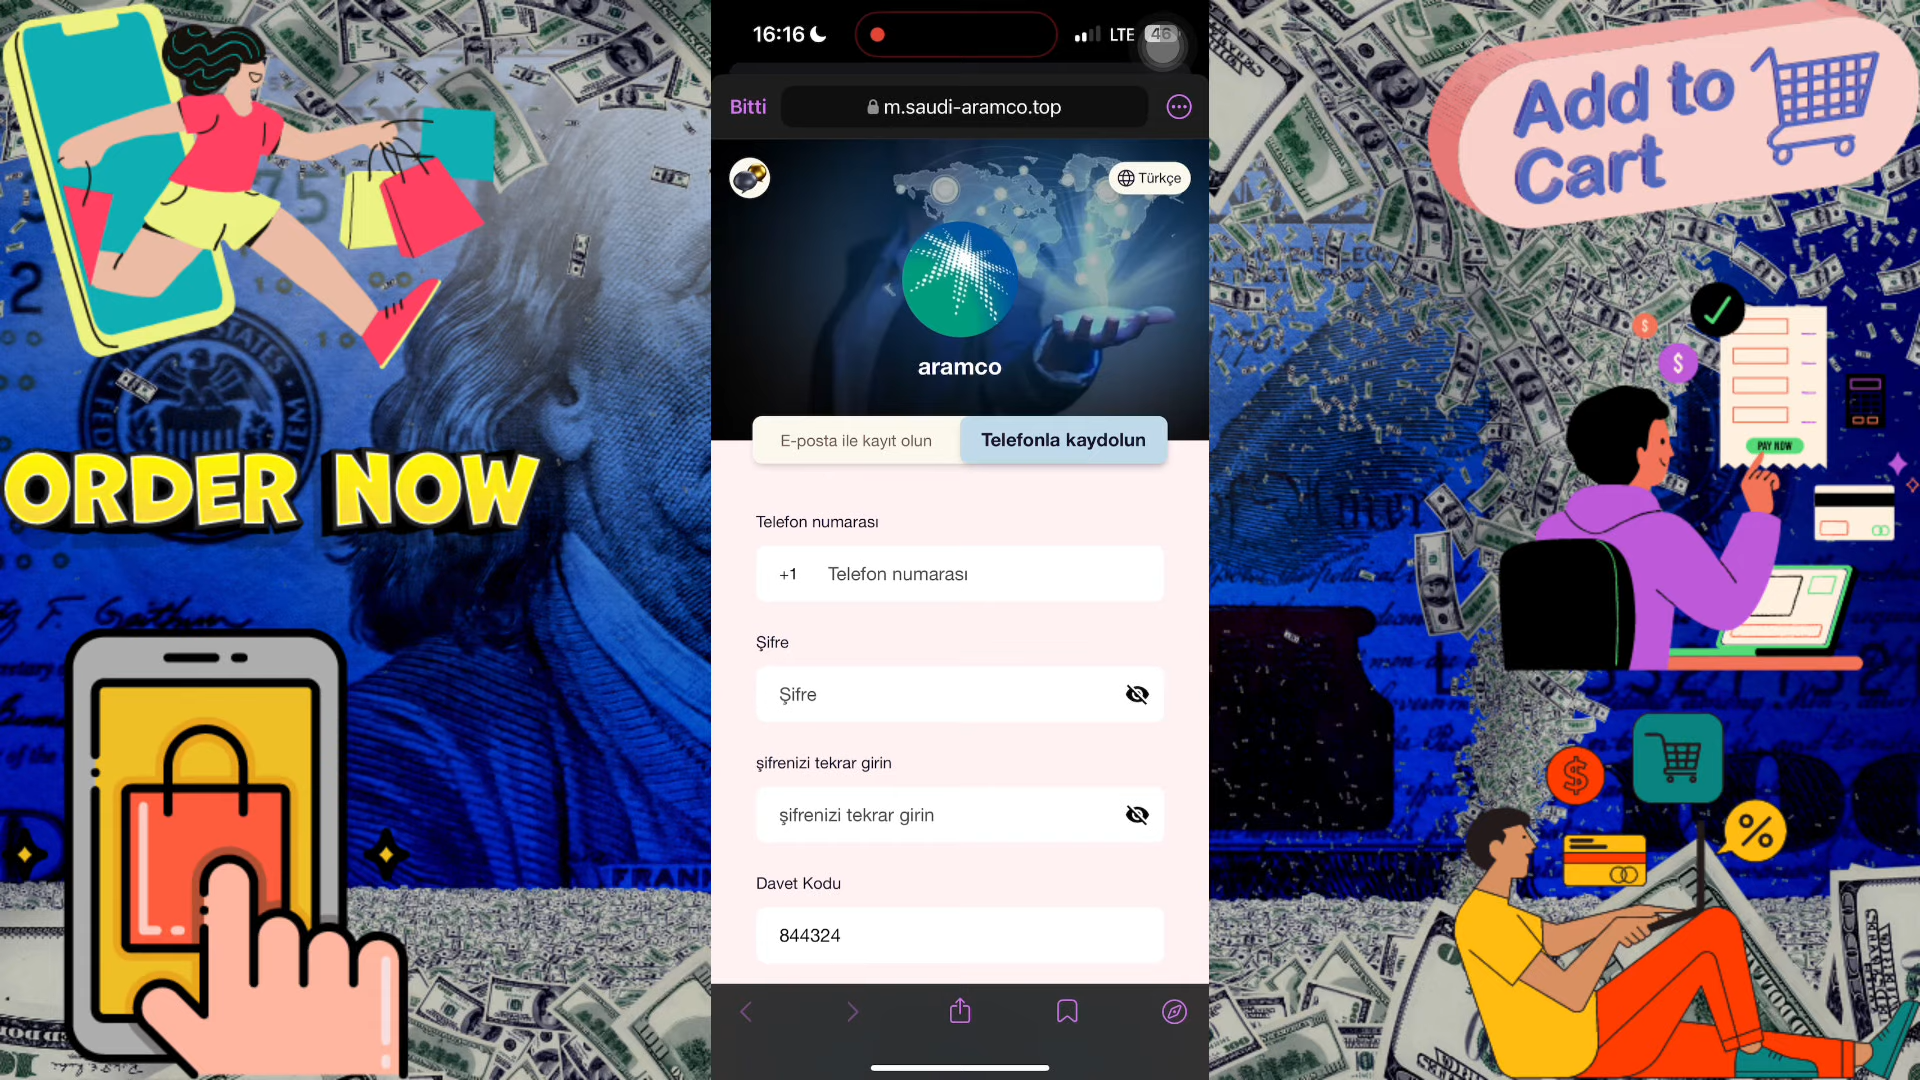 16:16
LTE
46
Bitti
m.saudi-aramco.top
Türkçe
aramco
E-posta ile kayıt olun
Telefonla kaydolun
Telefon numarası
+1
Telefon numarası
Şifre
Şifre
şifrenizi tekrar girin
şifrenizi tekrar girin
Davet Kodu
844324
ORDER NOW
Add to
Cart
$
$
PAY NOW
$
%